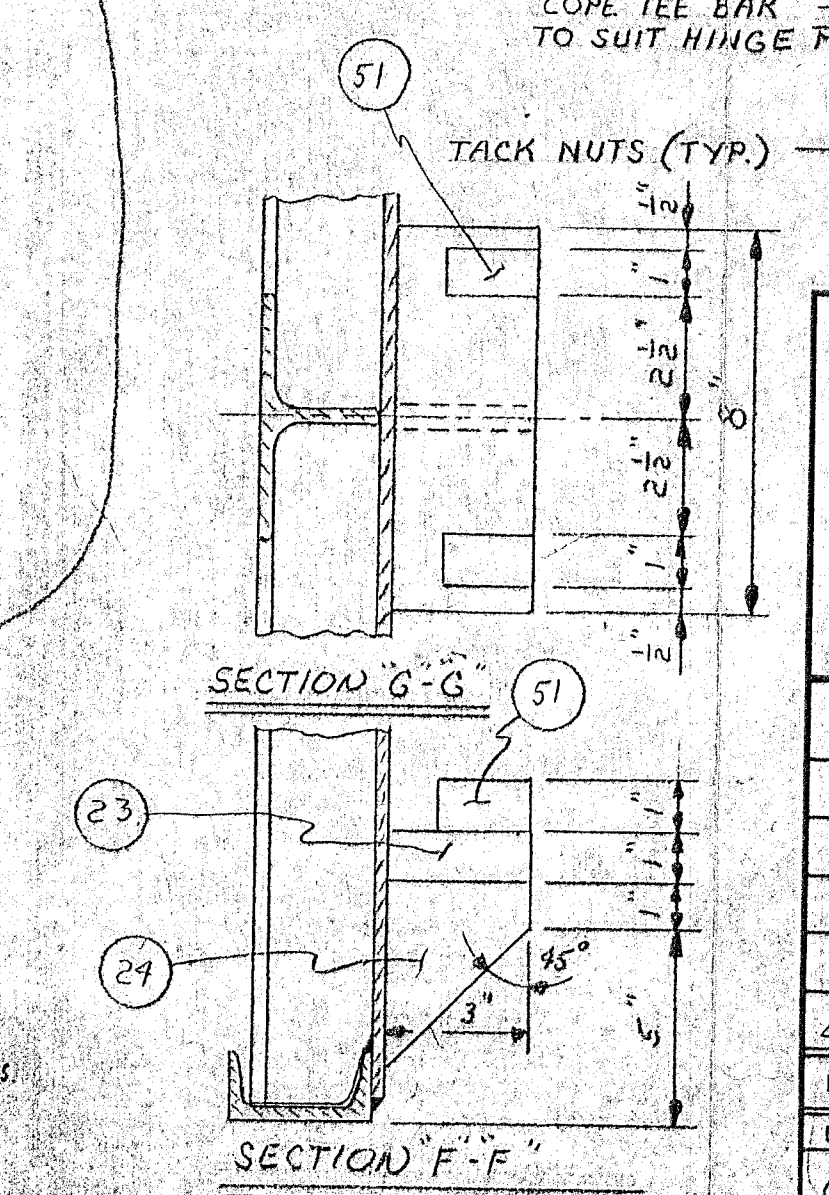 COPE TEE BAR
TO SUIT HINGE
51
TACK NUTS (TYP.)
1/2"
1"
2 1/2"
8"
2 1/2"
1"
1/2"
SECTION "G"-"G"
51
23
1"
1"
1"
24
45°
3"
5"
S.
SECTION "F"-"F"